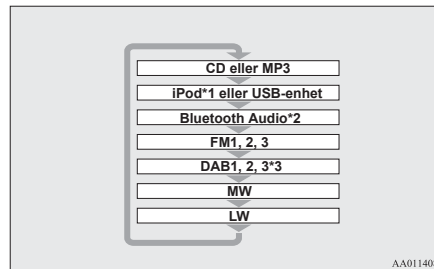 CD eller MP3
iPod*1 eller USB-enhet
Bluetooth Audio*2
FM1, 2, 3
DAB1, 2, 3*3
MW
LW
AA011408